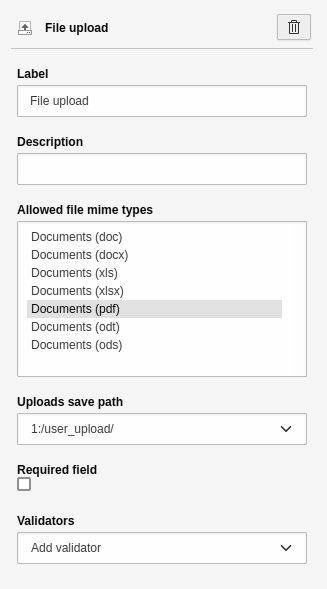 File upload
Label
File upload
Description
Allowed file mime types
Documents (doc)
Documents (docx)
Documents (xls)
Documents (xlsx)
Documents (pdf)
Documents (odt)
Documents (ods)
Uploads save path
1:/user_upload/
Required field
Validators
Add validator